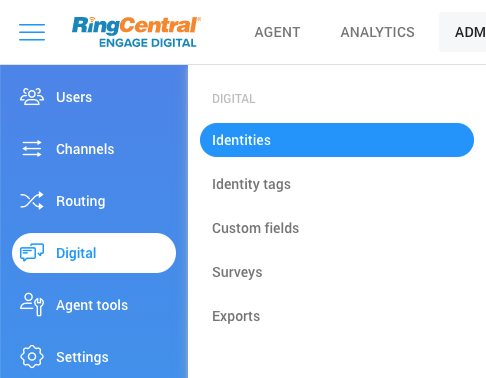 RingCentral®
ENGAGE DIGITAL
AGENT
ANALYTICS
ADM
Users
Channels
Routing
Digital
Agent tools
Settings
DIGITAL
Identities
Identity tags
Custom fields
Surveys
Exports